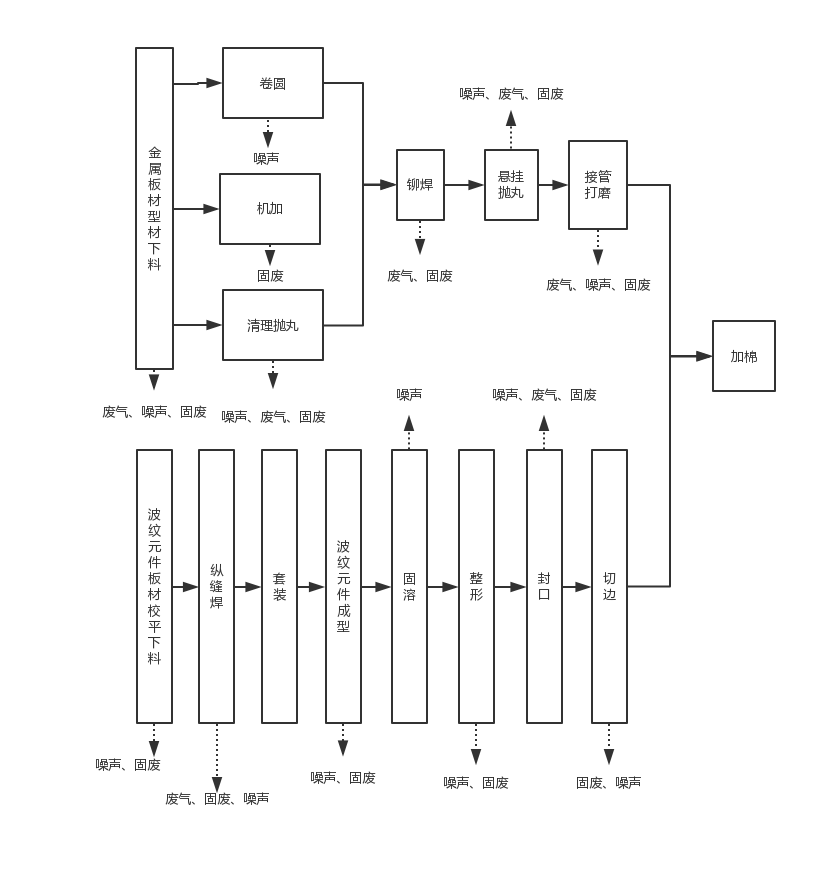 噪声、废气、固废
卷圆
噪声
金属板材型材下料
机加
固废
铆焊
悬挂
抛丸
接管
打磨
废气、固废
废气、噪声、固废
清理抛丸
加棉
废气、噪声、固废
噪声、废气、固废
噪声
噪声、废气、固废
波纹元件板材校平下料
纵缝焊
套装
波纹元件成型
固溶
整形
封口
切边
噪声、固废
废气、固废、噪声
噪声、固废
噪声、固废
固废、噪声